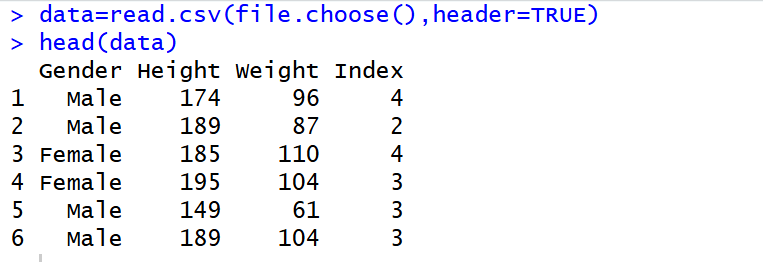 > data=read.csv(file.choose(),header=TRUE)
> head(data)
  Gender Height Weight Index
1   Male    174     96     4
2   Male    189     87     2
3 Female    185    110     4
4 Female    195    104     3
5   Male    149     61     3
6   Male    189    104     3